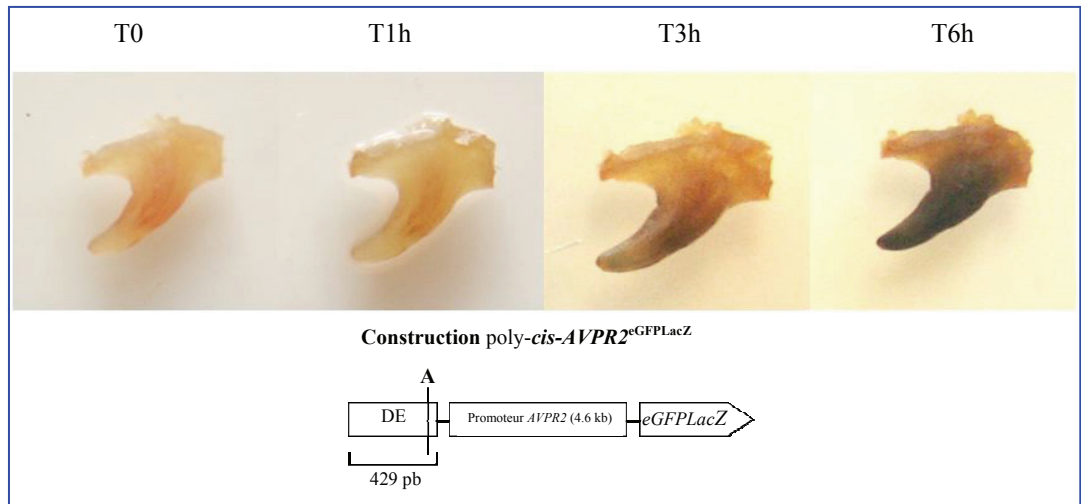 T0 T1h T3h T6h
Construction poly-cis-AVPR2eGFPLacZ
A
DE Promoteur AVPR2 (4.6 kb) eGFPLacZ
429 pb